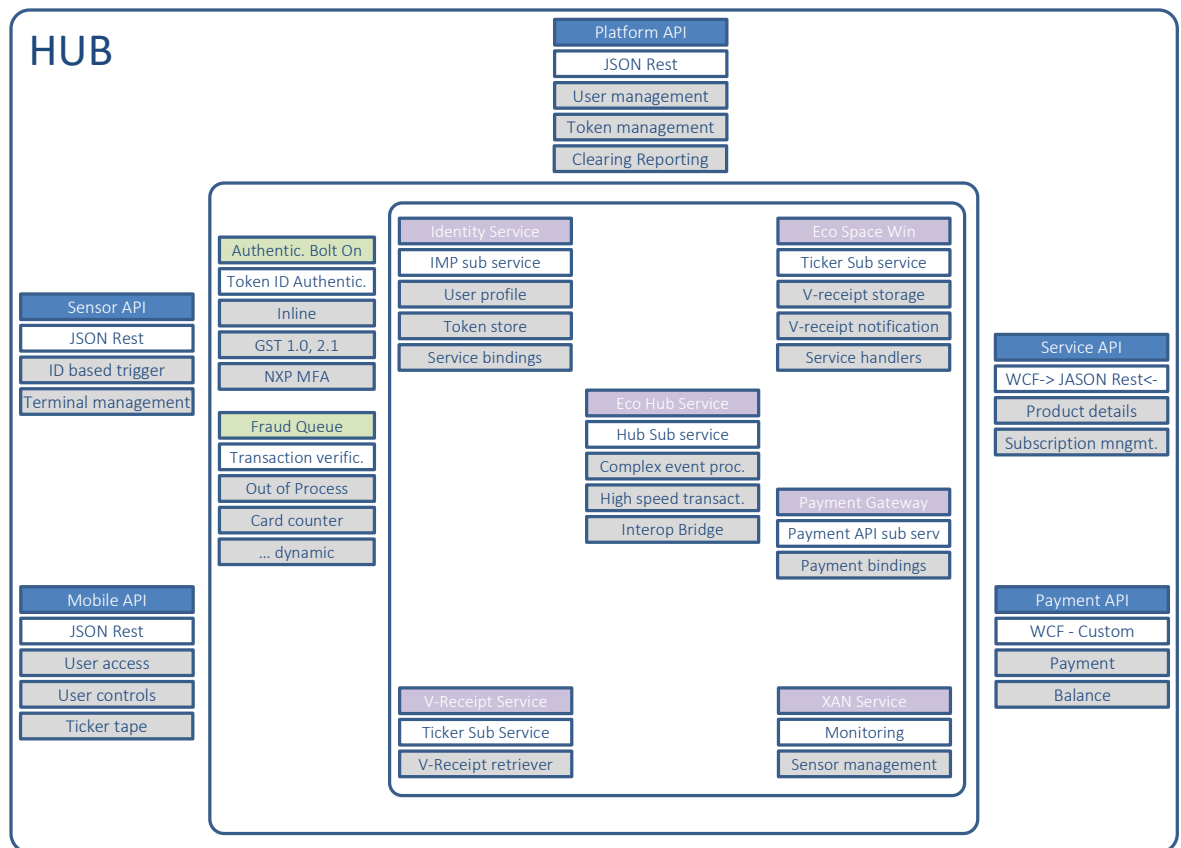 HUB
Platform API
JSON Rest
User management
Token management
Clearing Reporting
Authentic. Bolt On
Token ID Authentic.
Inline
GST 1.0, 2.1
NXP MFA
Identity Service
IMP sub service
User profile
Token store
Service bindings
Eco Space Win
Ticker Sub service
V-receipt storage
V-receipt notification
Service handlers
Sensor API
JSON Rest
ID based trigger
Terminal management
Service API
WCF-> JASON Rest<-
Product details
Subscription mngmt.
Fraud Queue
Transaction verific.
Out of Process
Card counter
... dynamic
Eco Hub Service
Hub Sub service
Complex event proc.
High speed transact.
Interop Bridge
Payment Gateway
Payment API sub serv
Payment bindings
Mobile API
JSON Rest
User access
User controls
Ticker tape
Payment API
WCF - Custom
Payment
Balance
V-Receipt Service
Ticker Sub Service
V-Receipt retriever
XAN Service
Monitoring
Sensor management